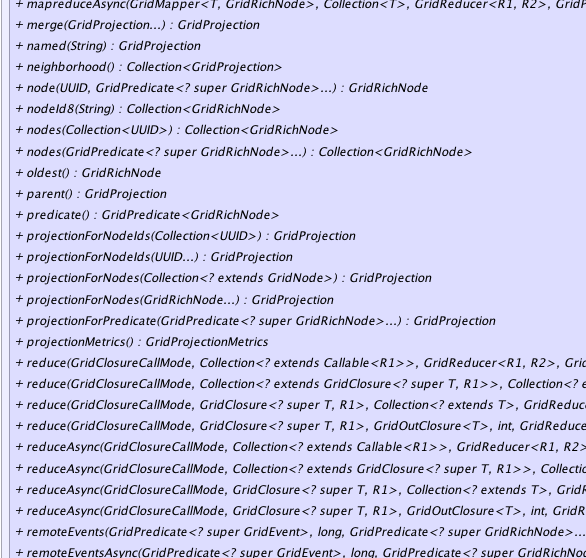 + mapreduceAsync(GridMapper<T, GridRichNode>, Collection<T>, GridReducer<R1, R2>, GridP
+ merge(GridProjection...) : GridProjection
+ named(String) : GridProjection
+ neighborhood() : Collection<GridProjection>
+ node(UUID, GridPredicate<? super GridRichNode>...) : GridRichNode
+ nodeId8(String) : Collection<GridRichNode>
+ nodes(Collection<UUID>) : Collection<GridRichNode>
+ nodes(GridPredicate<? super GridRichNode>...) : Collection<GridRichNode>
+ oldest() : GridRichNode
+ parent() : GridProjection
+ predicate() : GridPredicate<GridRichNode>
+ projectionForNodeIds(Collection<UUID>) : GridProjection
+ projectionForNodeIds(UUID...) : GridProjection
+ projectionForNodes(Collection<? extends GridNode>) : GridProjection
+ projectionForNodes(GridRichNode...) : GridProjection
+ projectionForPredicate(GridPredicate<? super GridRichNode>...) : GridProjection
+ projectionMetrics() : GridProjectionMetrics
+ reduce(GridClosureCallMode, Collection<? extends Callable<R1>>, GridReducer<R1, R2>, Grid
+ reduce(GridClosureCallMode, Collection<? extends GridClosure<? super T, R1>>, Collection<? e
+ reduce(GridClosureCallMode, GridClosure<? super T, R1>, Collection<? extends T>, GridReduc
+ reduce(GridClosureCallMode, GridClosure<? super T, R1>, GridOutClosure<T>, int, GridReduce
+ reduceAsync(GridClosureCallMode, Collection<? extends Callable<R1>>, GridReducer<R1, R2>
+ reduceAsync(GridClosureCallMode, Collection<? extends GridClosure<? super T, R1>>, Collectio
+ reduceAsync(GridClosureCallMode, GridClosure<? super T, R1>, Collection<? extends T>, GridR
+ reduceAsync(GridClosureCallMode, GridClosure<? super T, R1>, GridOutClosure<T>, int, GridR
+ remoteEvents(GridPredicate<? super GridEvent>, long, GridPredicate<? super GridRichNode>...
+ remoteEventsAsync(GridPredicate<? super GridEvent>, long, GridPredicate<? super GridRichNo